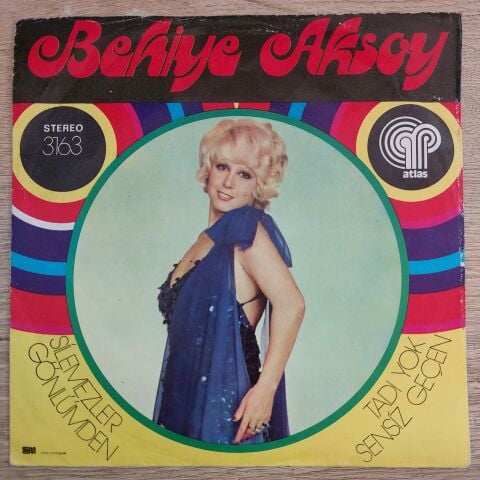 Behiye Aksoy
STEREO
3163
atlas
SİLEMEZLER
GÖNLÜMDEN
TADI YOK
SENSİZ GEÇEN